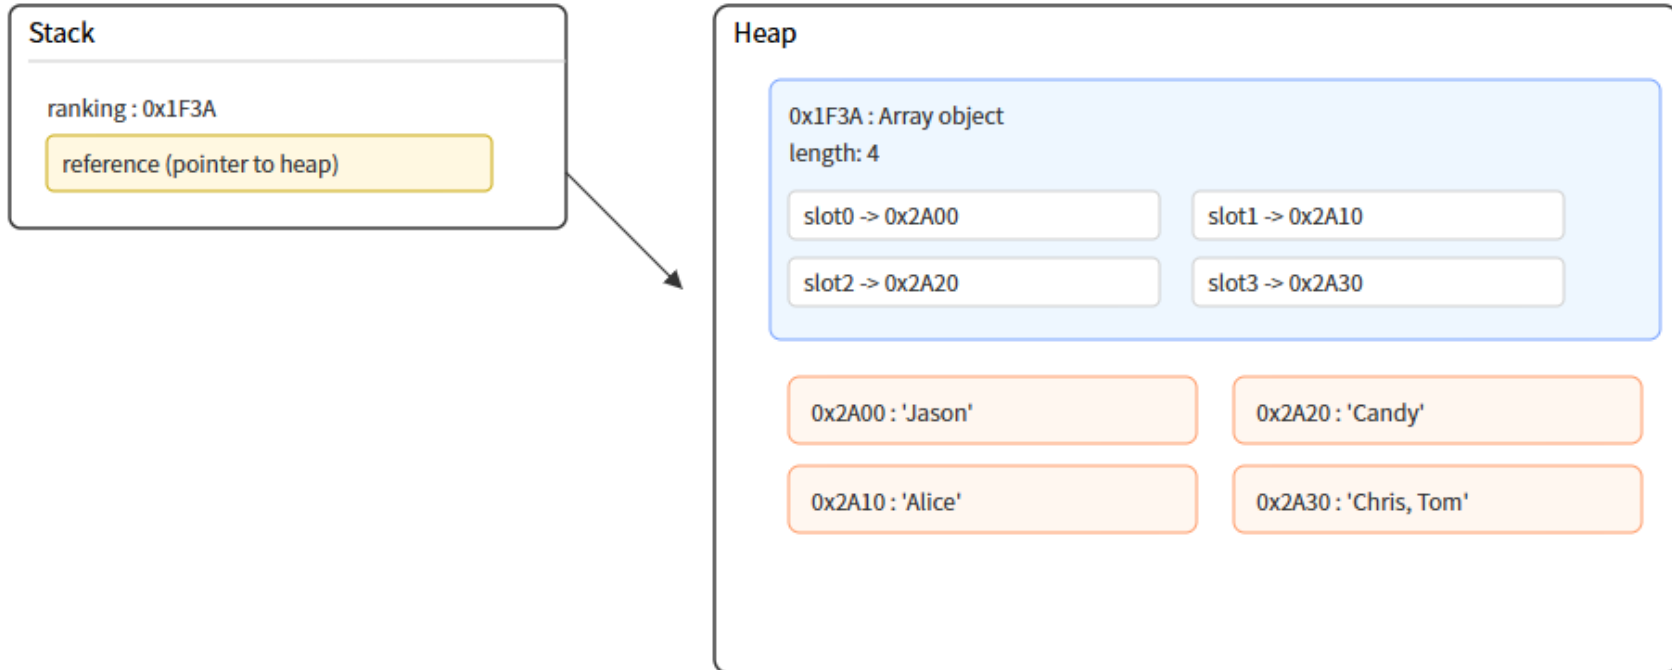 Stack
ranking : 0x1F3A
reference (pointer to heap)
Heap
0x1F3A : Array object
length: 4
slot0 -> 0x2A00
slot1 -> 0x2A10
slot2 -> 0x2A20
slot3 -> 0x2A30
0x2A00 : 'Jason'
0x2A20 : 'Candy'
0x2A10 : 'Alice'
0x2A30 : 'Chris, Tom'